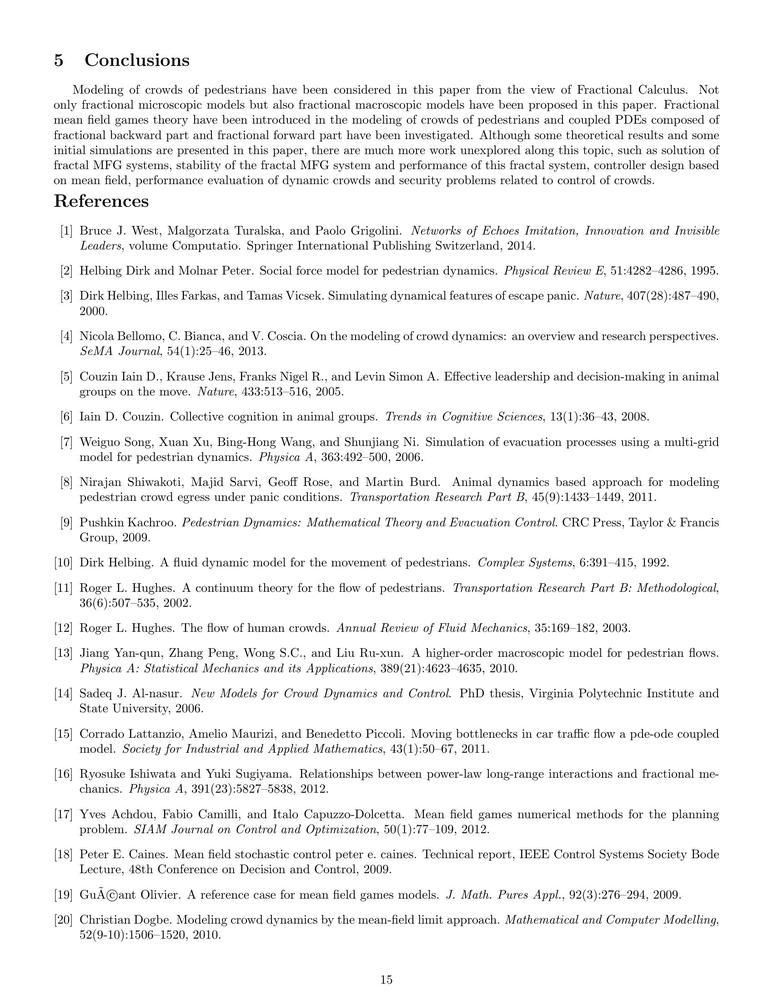 5 Conclusions
Modeling of crowds of pedestrians have been considered in this paper from the view of Fractional Calculus. Not
only fractional microscopic models but also fractional macroscopic models have been proposed in this paper. Fractional
mean field games theory have been introduced in the modeling of crowds of pedestrians and coupled PDEs composed of
fractional backward part and fractional forward part have been investigated. Although some theoretical results and some
initial simulations are presented in this paper, there are much more work unexplored along this topic, such as solution of
fractal MFG systems, stability of the fractal MFG system and performance of this fractal system, controller design based
on mean field, performance evaluation of dynamic crowds and security problems related to control of crowds.
References
[1] Bruce J. West, Malgorzata Turalska, and Paolo Grigolini. Networks of Echoes Imitation, Innovation and Invisible
Leaders, volume Computatio. Springer International Publishing Switzerland, 2014.
[2] Helbing Dirk and Molnar Peter. Social force model for pedestrian dynamics. Physical Review E, 51:4282–4286, 1995.
[3] Dirk Helbing, Illes Farkas, and Tamas Vicsek. Simulating dynamical features of escape panic. Nature, 407(28):487–490,
2000.
[4] Nicola Bellomo, C. Bianca, and V. Coscia. On the modeling of crowd dynamics: an overview and research perspectives.
SeMA Journal, 54(1):25–46, 2013.
[5] Couzin Iain D., Krause Jens, Franks Nigel R., and Levin Simon A. Effective leadership and decision-making in animal
groups on the move. Nature, 433:513–516, 2005.
[6] Iain D. Couzin. Collective cognition in animal groups. Trends in Cognitive Sciences, 13(1):36–43, 2008.
[7] Weiguo Song, Xuan Xu, Bing-Hong Wang, and Shunjiang Ni. Simulation of evacuation processes using a multi-grid
model for pedestrian dynamics. Physica A, 363:492–500, 2006.
[8] Nirajan Shiwakoti, Majid Sarvi, Geoff Rose, and Martin Burd. Animal dynamics based approach for modeling
pedestrian crowd egress under panic conditions. Transportation Research Part B, 45(9):1433–1449, 2011.
[9] Pushkin Kachroo. Pedestrian Dynamics: Mathematical Theory and Evacuation Control. CRC Press, Taylor & Francis
Group, 2009.
[10] Dirk Helbing. A fluid dynamic model for the movement of pedestrians. Complex Systems, 6:391–415, 1992.
[11] Roger L. Hughes. A continuum theory for the flow of pedestrians. Transportation Research Part B: Methodological,
36(6):507–535, 2002.
[12] Roger L. Hughes. The flow of human crowds. Annual Review of Fluid Mechanics, 35:169–182, 2003.
[13] Jiang Yan-qun, Zhang Peng, Wong S.C., and Liu Ru-xun. A higher-order macroscopic model for pedestrian flows.
Physica A: Statistical Mechanics and its Applications, 389(21):4623–4635, 2010.
[14] Sadeq J. Al-nasur. New Models for Crowd Dynamics and Control. PhD thesis, Virginia Polytechnic Institute and
State University, 2006.
[15] Corrado Lattanzio, Amelio Maurizi, and Benedetto Piccoli. Moving bottlenecks in car traffic flow a pde-ode coupled
model. Society for Industrial and Applied Mathematics, 43(1):50–67, 2011.
[16] Ryosuke Ishiwata and Yuki Sugiyama. Relationships between power-law long-range interactions and fractional me-
chanics. Physica A, 391(23):5827–5838, 2012.
[17] Yves Achdou, Fabio Camilli, and Italo Capuzzo-Dolcetta. Mean field games numerical methods for the planning
problem. SIAM Journal on Control and Optimization, 50(1):77–109, 2012.
[18] Peter E. Caines. Mean field stochastic control peter e. caines. Technical report, IEEE Control Systems Society Bode
Lecture, 48th Conference on Decision and Control, 2009.
[19] GuÃ©ant Olivier. A reference case for mean field games models. J. Math. Pures Appl., 92(3):276–294, 2009.
[20] Christian Dogbe. Modeling crowd dynamics by the mean-field limit approach. Mathematical and Computer Modelling,
52(9-10):1506–1520, 2010.
15